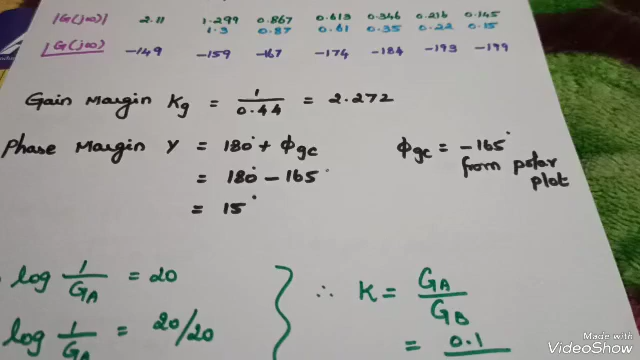 |G(jω)| 2.11 1.299 0.867 0.613 0.346 0.216 0.145
1.3 0.87 0.61 0.35 0.22 0.15
∠G(jω) -149 -159 -167 -174 -184 -193 -199
Gain Margin Kg = 1/0.44 = 2.272
Phase Margin γ = 180° + ϕgc
ϕgc = -165°
from polar
plot
= 180° - 165°
= 15°
log 1/GA = 20
log 1/GA = 20/20
∴ K = GA/GB
= 0.1
Made with
VideoShow